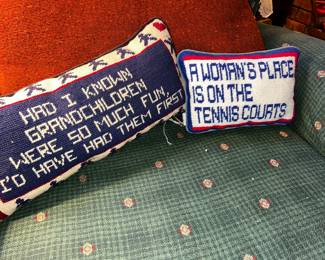 HAD I KNOWN
GRANDCHILDREN
WERE SO MUCH FUN,
I'D HAVE HAD THEM FIRST
A WOMAN'S PLACE
IS ON THE
TENNIS COURTS